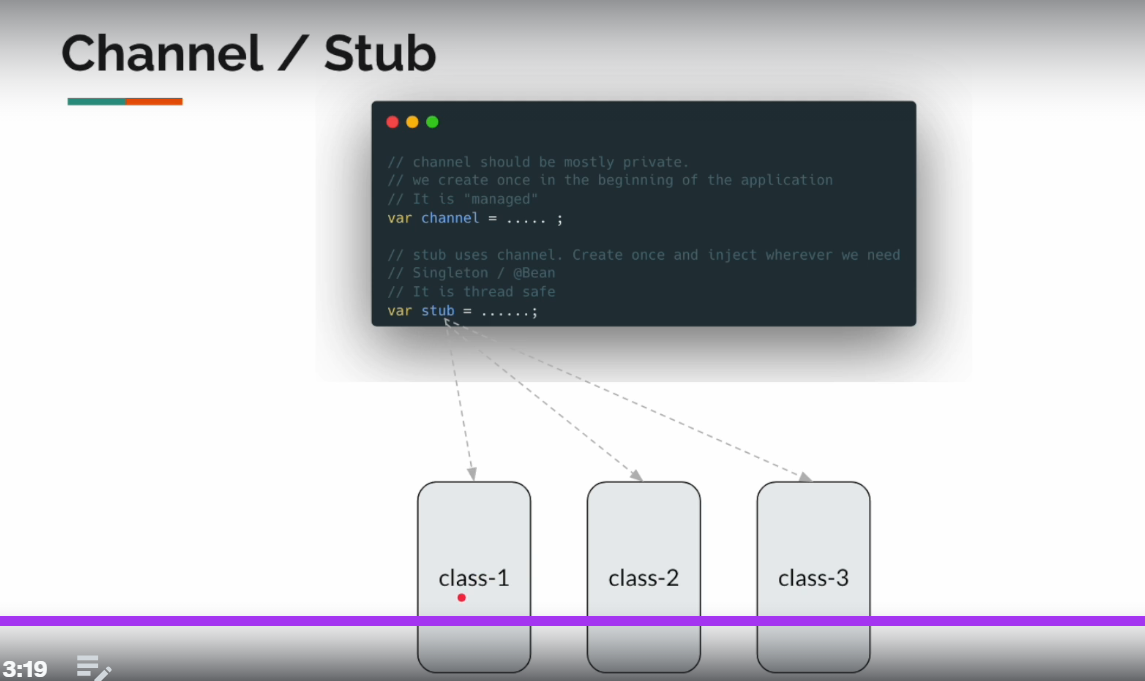 Channel / Stub
// channel should be mostly private.
// we create once in the beginning of the application
// It is "managed"
var channel = ..... ;
// stub uses channel. Create once and inject wherever we need
// Singleton / @Bean
// It is thread safe
var stub = ......;
class-1
class-2
class-3
3:19